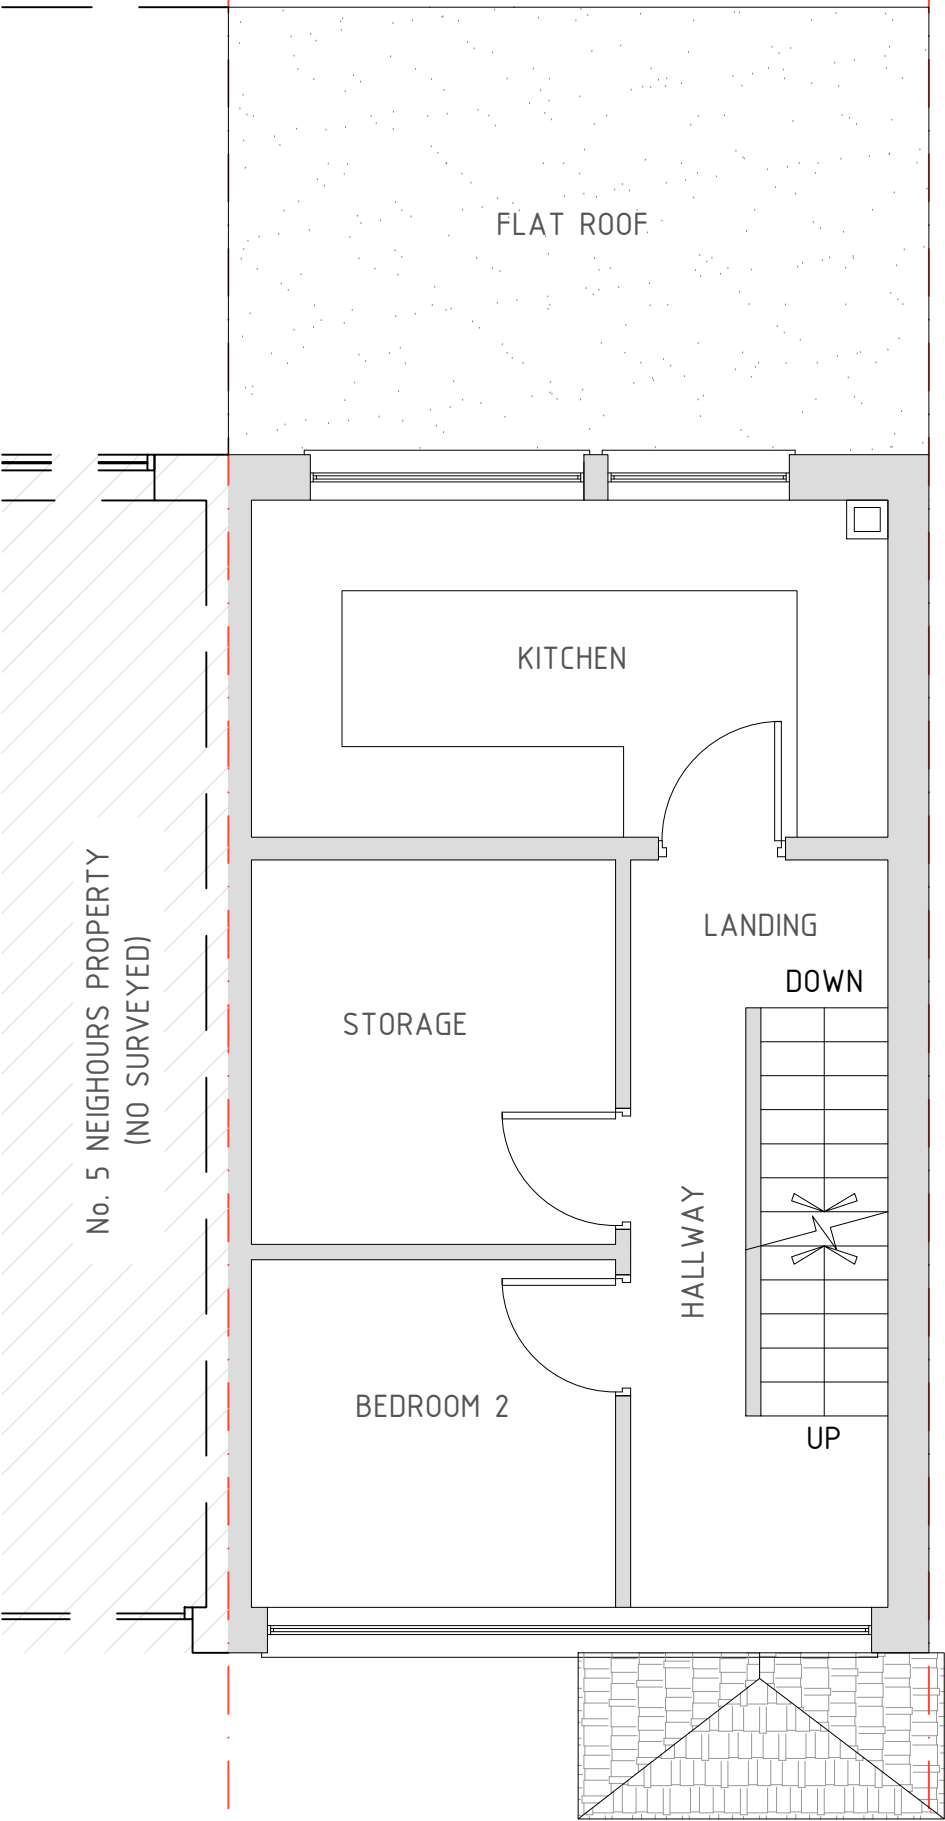 FLAT ROOF
KITCHEN
LANDING
DOWN
STORAGE
No. 5 NEIGHOURS PROPERTY
(NO SURVEYED)
HALLWAY
BEDROOM 2
UP